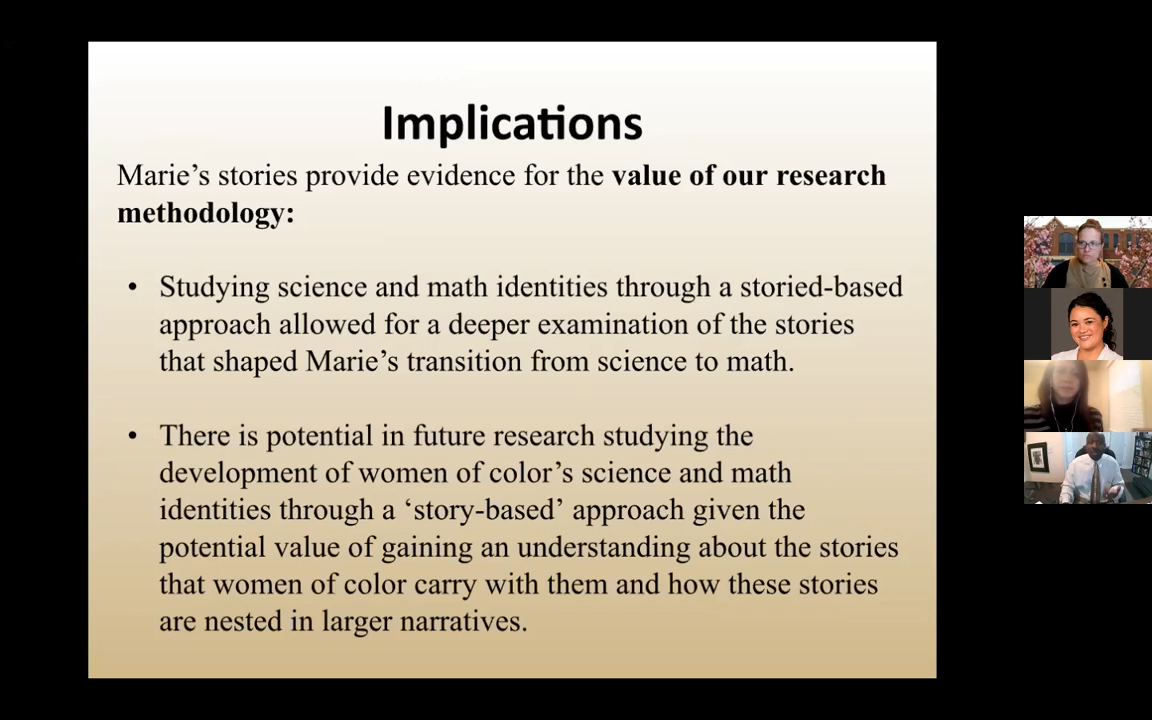 Implications
Marie’s stories provide evidence for the value of our research
methodology:
• Studying science and math identities through a storied-based
approach allowed for a deeper examination of the stories
that shaped Marie’s transition from science to math.
• There is potential in future research studying the
development of women of color’s science and math
identities through a ‘story-based’ approach given the
potential value of gaining an understanding about the stories
that women of color carry with them and how these stories
are nested in larger narratives.